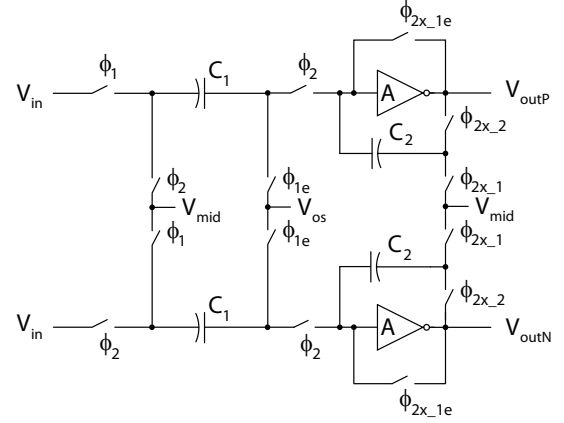 ϕ2x_1e
ϕ1 C1 ϕ2
Vin A VoutP
C2 ϕ2x_2
ϕ2 ϕ1e ϕ2x_1
Vmid Vos Vmid
ϕ1 ϕ1e ϕ2x_1
C2
C1 ϕ2x_2
Vin A VoutN
ϕ2 ϕ2
ϕ2x_1e